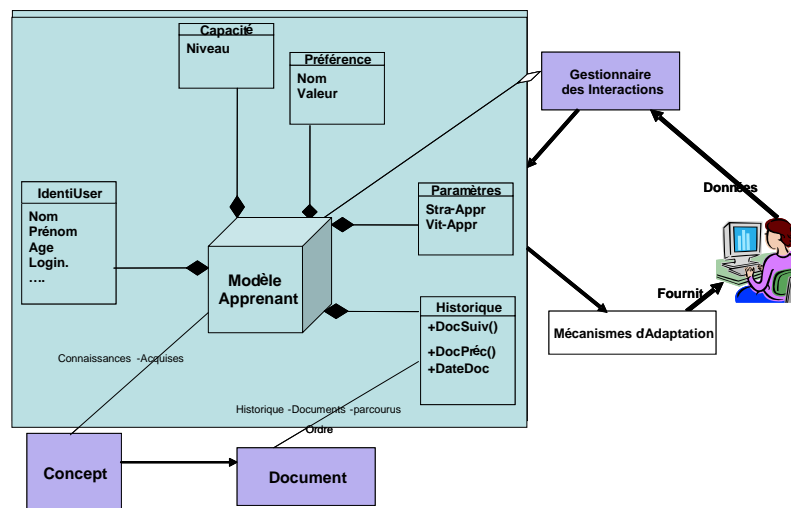 Capacité
Niveau
Préférence
Nom
Valeur
Gestionnaire
des Interactions
IdentiUser
Nom
Prénom
Age
Login.
....
Paramètres
Stra-Appr
Vit-Appr
Données
Modèle
Apprenant
Historique
+DocSuiv()
+DocPréc()
+DateDoc
Fournit
Mécanismes dAdaptation
Connaissances -Acquises
Historique -Documents -parcourus
Ordre
Concept
Document